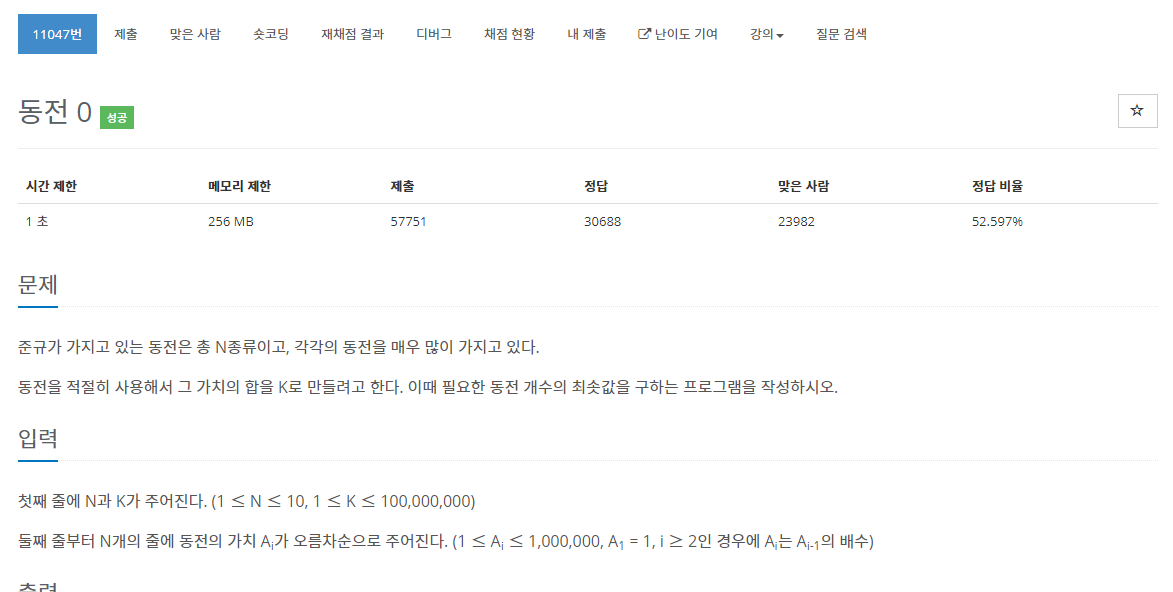 11047번 제출 맞은 사람 숏코딩 재채점 결과 디버그 채점 현황 내 제출 난이도 기여 강의 질문 검색
동전 0 성공
시간 제한 메모리 제한 제출 정답 맞은 사람 정답 비율
1 초 256 MB 57751 30688 23982 52.597%
문제
준규가 가지고 있는 동전은 총 N종류이고, 각각의 동전을 매우 많이 가지고 있다.
동전을 적절히 사용해서 그 가치의 합을 K로 만들려고 한다. 이때 필요한 동전 개수의 최솟값을 구하는 프로그램을 작성하시오.
입력
첫째 줄에 N과 K가 주어진다. (1 ≤ N ≤ 10, 1 ≤ K ≤ 100,000,000)
둘째 줄부터 N개의 줄에 동전의 가치 Ai가 오름차순으로 주어진다. (1 ≤ Ai ≤ 1,000,000, A1 = 1, i ≥ 2인 경우에 Ai는 Ai-1의 배수)